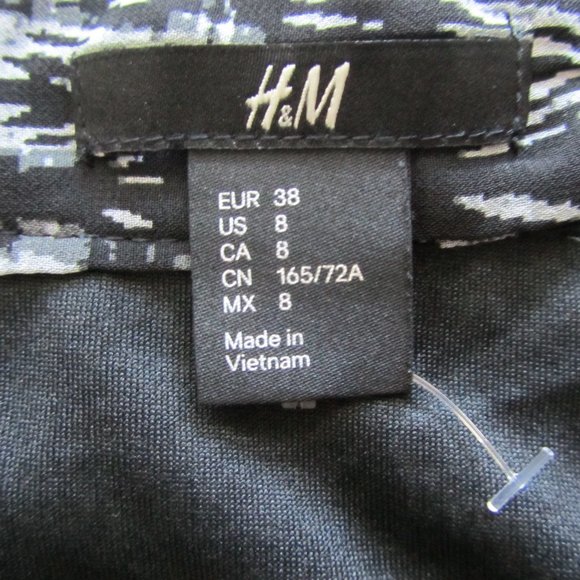 H&M
EUR 38
US 8
CA 8
CN 165/72A
MX 8
Made in
Vietnam